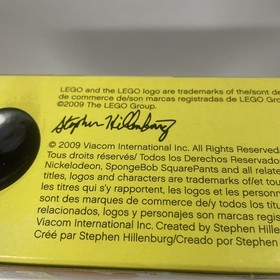 LEGO and the LEGO logo are trademarks of the/sont de
de commerce de/son marcas registradas de LEGO G
©2009 The LEGO Group.
Stephen Hillenburg
© 2009 Viacom International Inc. All Rights Reserved
Tous droits réservés/ Todos los Derechos Reservado
Nickelodeon, SpongeBob SquarePants and all relate
titles, logos and characters are trademarks of/et tou
les titres qui s'y rapportent, les logos et les personn
sont des marques de commerce de/y todos los títu
relacionados, logos y personajes son marcas regis
Viacom International Inc. Created by Stephen Hille
Créé par Stephen Hillenburg/Creado por Stephen